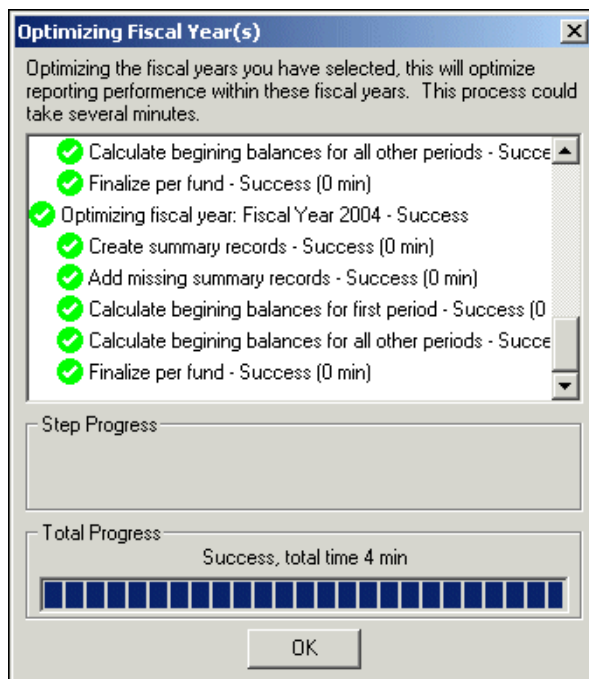 Optimizing Fiscal Year(s)
Optimizing the fiscal years you have selected, this will optimize
reporting performence within these fiscal years. This process could
take several minutes.
Calculate begining balances for all other periods - Succe
Finalize per fund - Success (0 min)
Optimizing fiscal year: Fiscal Year 2004 - Success
Create summary records - Success (0 min)
Add missing summary records - Success (0 min)
Calculate begining balances for first period - Success (0
Calculate begining balances for all other periods - Succe
Finalize per fund - Success (0 min)
Step Progress
Total Progress
Success, total time 4 min
OK